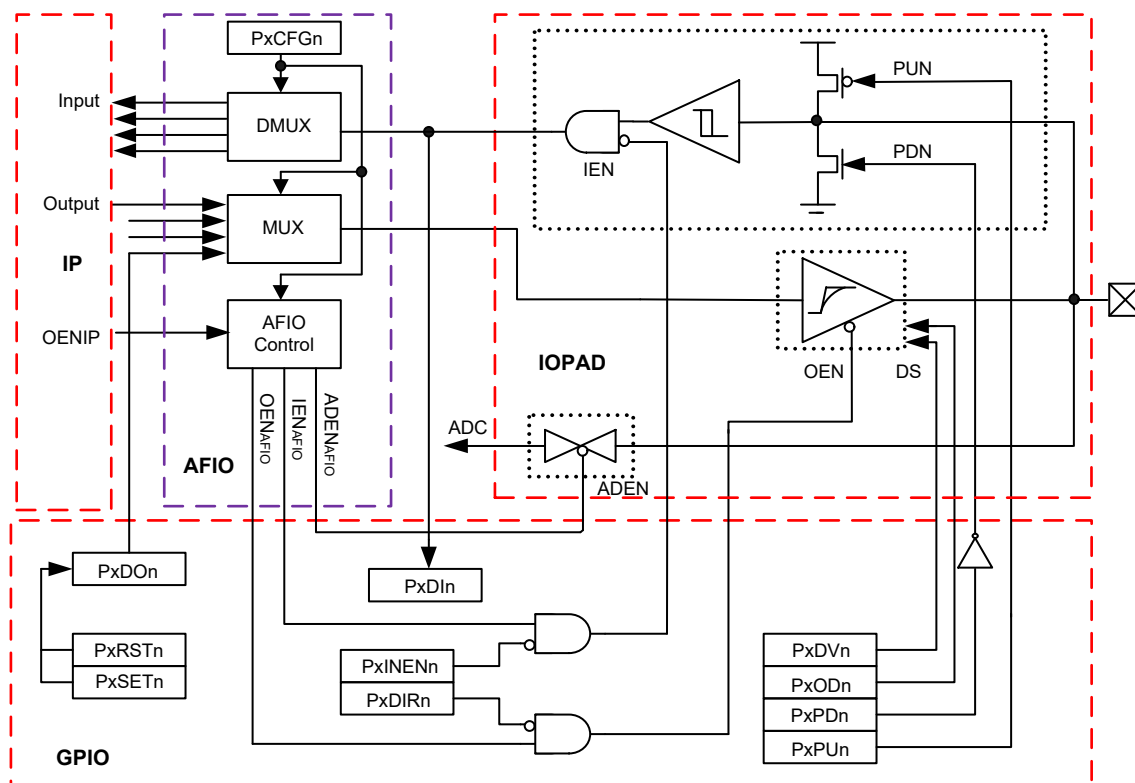 PxCFGn
PUN
Input
DMUX
IEN
PDN
Output
MUX
IP
OENIP
AFIO
Control
IOPAD
OEN
DS
OENAFIO
IENAFIO
ADENAFIO
ADC
AFIO
ADEN
PxDOn
PxDIn
PxRSTn
PxSETn
PxINENn
PxDIRn
PxDVn
PxODn
PxPDn
PxPUn
GPIO